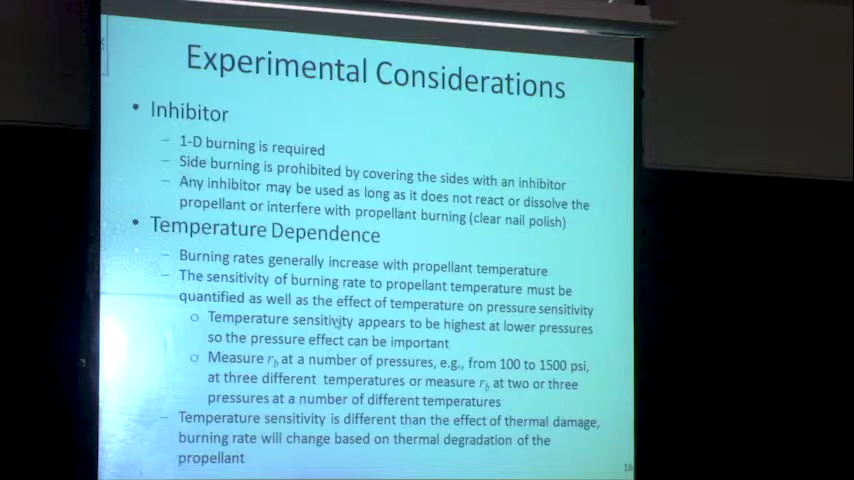 Experimental Considerations
• Inhibitor
– 1-D burning is required
– Side burning is prohibited by covering the sides with an inhibitor
– Any inhibitor may be used as long as it does not react or dissolve the
propellant or interfere with propellant burning (clear nail polish)
• Temperature Dependence
– Burning rates generally increase with propellant temperature
– The sensitivity of burning rate to propellant temperature must be
quantified as well as the effect of temperature on pressure sensitivity
o Temperature sensitivity appears to be highest at lower pressures
so the pressure effect can be important
o Measure r_b at a number of pressures, e.g., from 100 to 1500 psi,
at three different temperatures or measure r_b at two or three
pressures at a number of different temperatures
– Temperature sensitivity is different than the effect of thermal damage,
burning rate will change based on thermal degradation of the
propellant
16